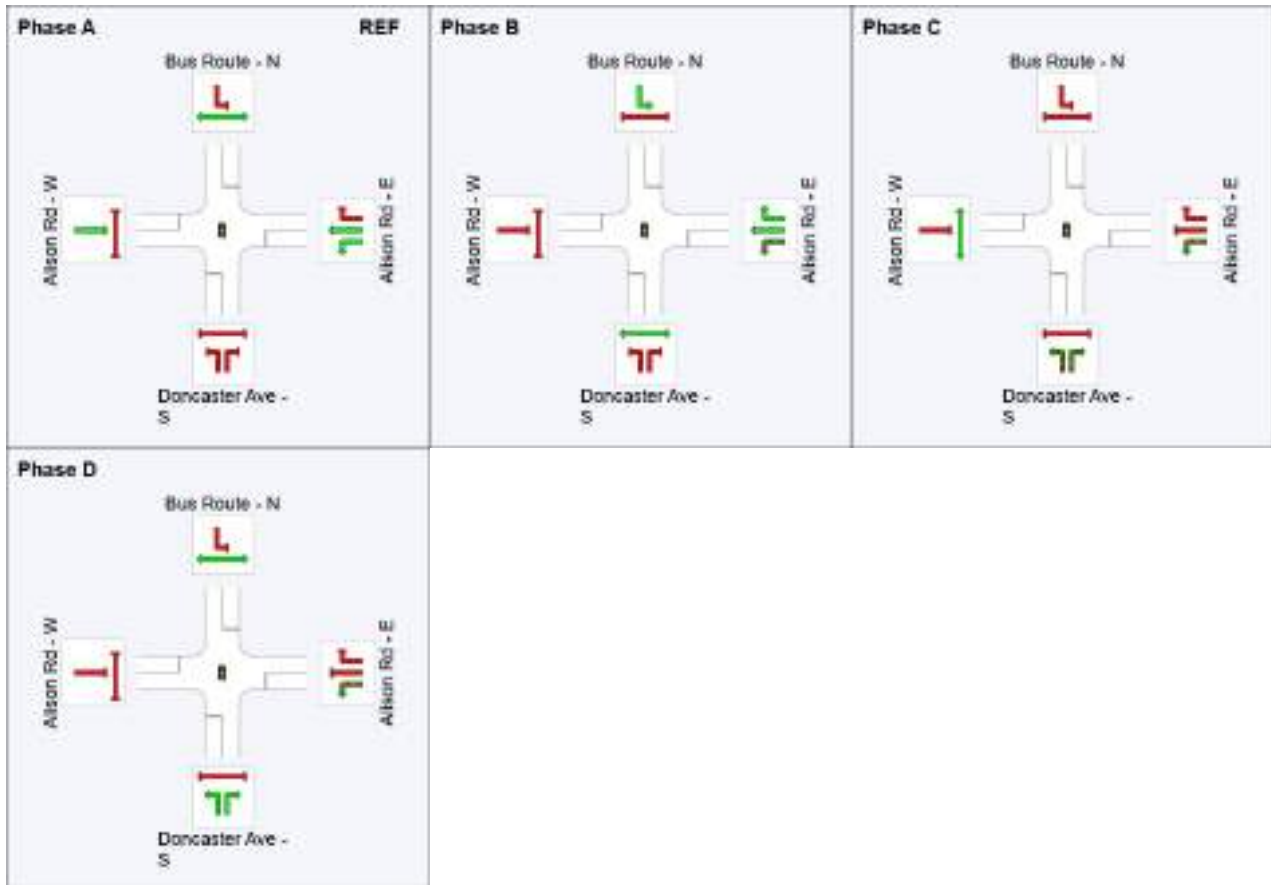 Phase A
REF
Bus Route - N
Alison Rd - W
Alison Rd - E
Doncaster Ave -
S
Phase B
Bus Route - N
Alison Rd - W
Alison Rd - E
Doncaster Ave -
S
Phase C
Bus Route - N
Alison Rd - W
Alison Rd - E
Doncaster Ave -
S
Phase D
Bus Route - N
Alison Rd - W
Alison Rd - E
Doncaster Ave -
S